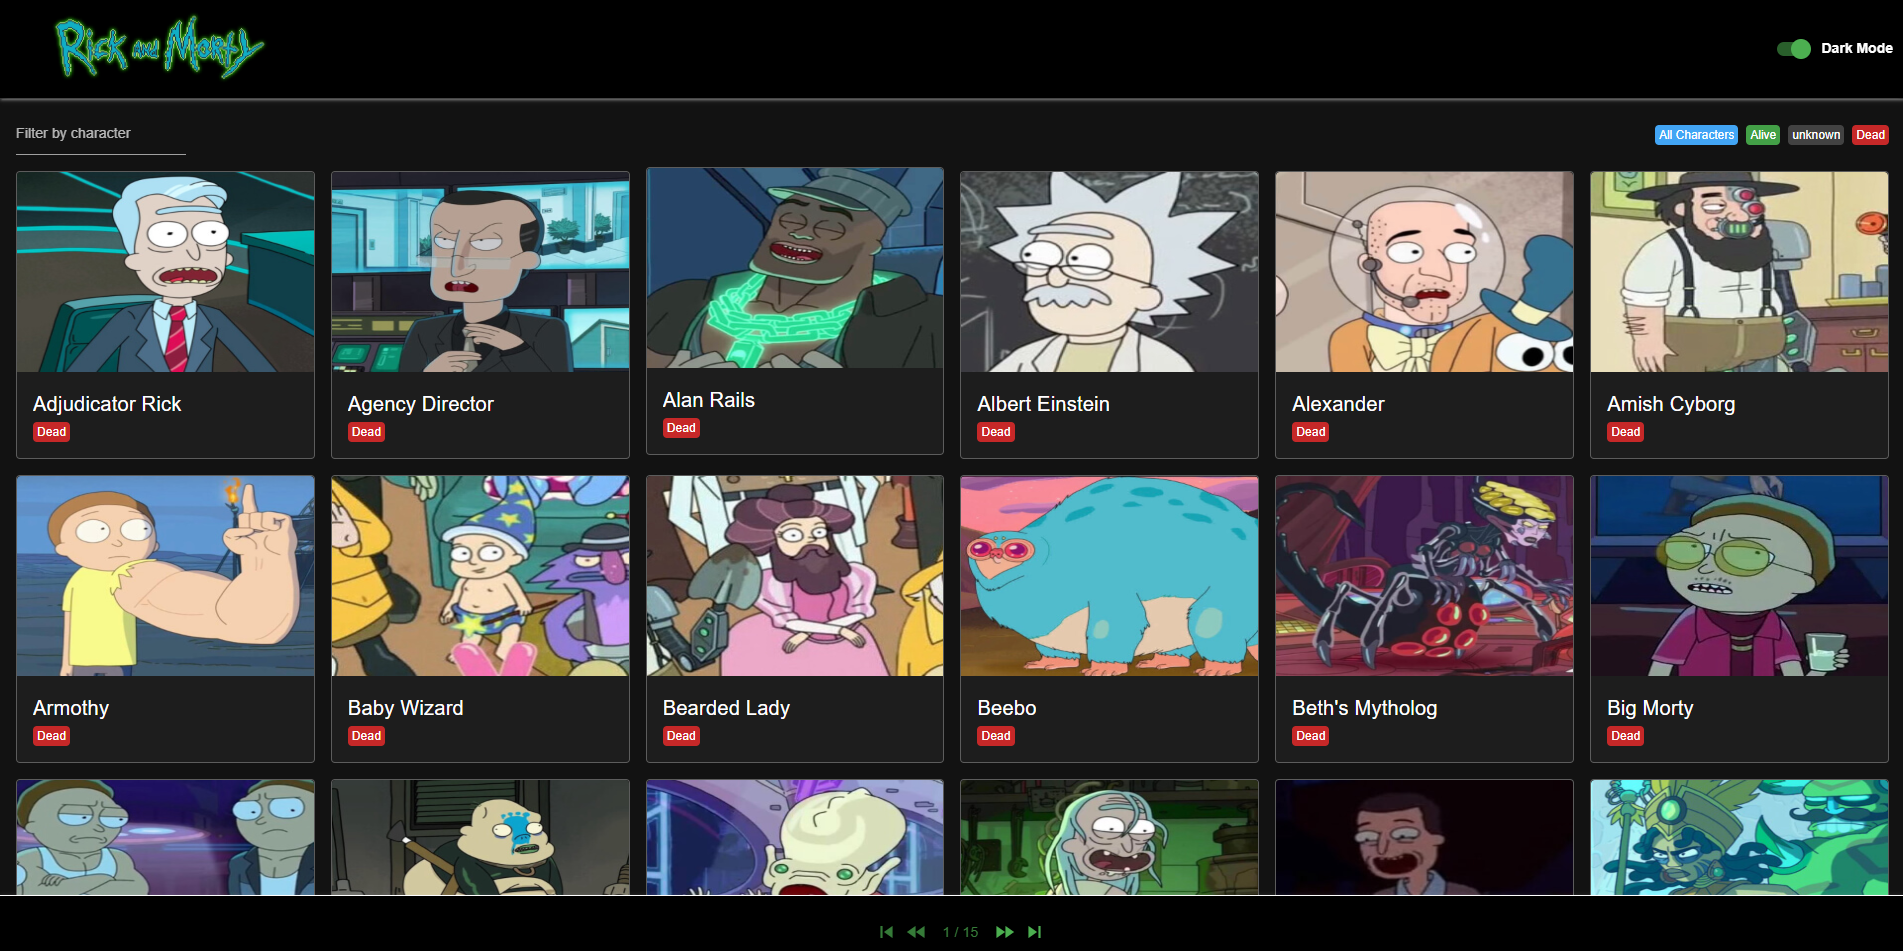 Rick and Morty
Dark Mode
Filter by character
All Characters Alive unknown Dead
Adjudicator Rick
Dead
Agency Director
Dead
Alan Rails
Dead
Albert Einstein
Dead
Alexander
Dead
Amish Cyborg
Dead
Armothy
Dead
Baby Wizard
Dead
Bearded Lady
Dead
Beebo
Dead
Beth's Mytholog
Dead
Big Morty
Dead
1 / 15